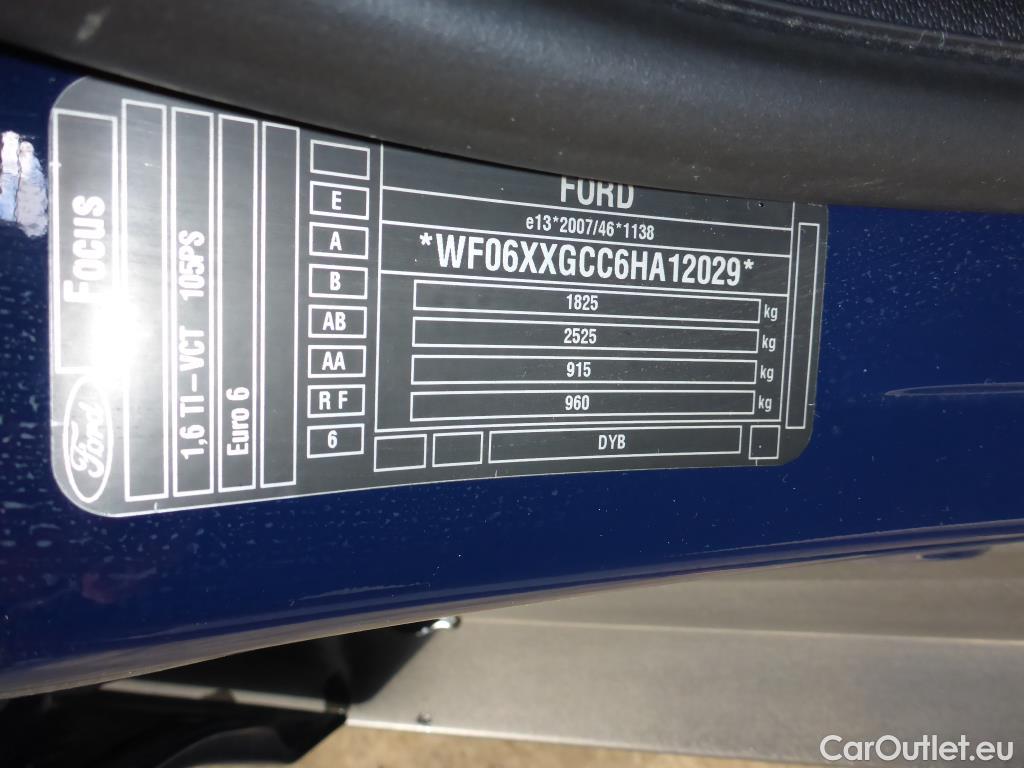 Focus
Ford
1,6 TI-VCT 105PS
Euro 6
E
A
B
AB
AA
R F
6
FORD
e13*2007/46*1138
*WF06XXGCC6HA12029*
1825 kg
2525 kg
915 kg
960 kg
DYB
CarOutlet.eu